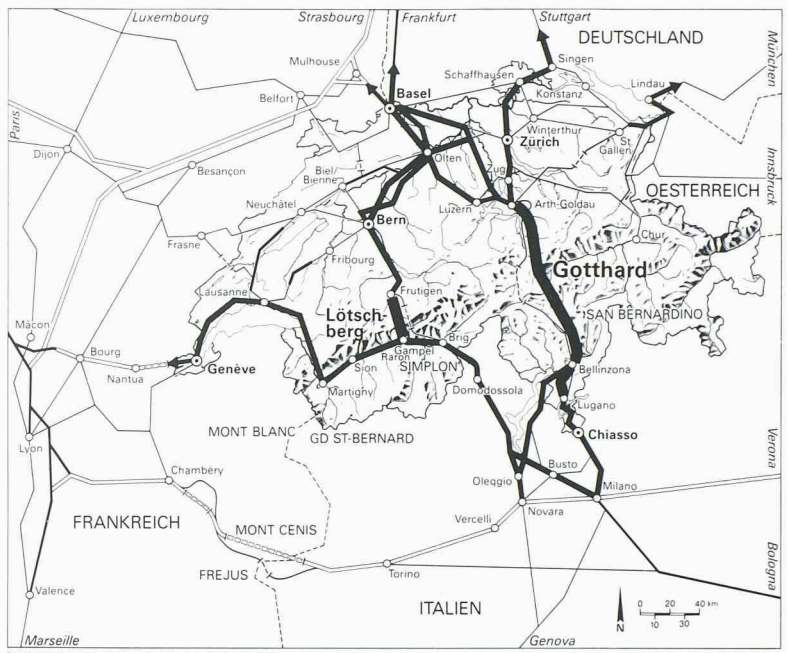 Luxembourg
Strasbourg
Frankfurt
Stuttgart
DEUTSCHLAND
München
Mulhouse
Singen
Schaffhausen
Lindau
Konstanz
Belfort
Basel
Paris
Winterthur
Zürich
St. Gallen
Dijon
Olten
Besançon
Biel/
Bienne
Zug
Innsbruck
OESTERREICH
Neuchâtel
Luzern
Arth-Goldau
Bern
Chur
Frasne
Fribourg
Gotthard
Lausanne
Frutigen
Lötsch-
berg
SAN BERNARDINO
Mâcon
Bourg
Brig
Gampel
Raron
SIMPLON
Sion
Genève
Nantua
Bellinzona
Martigny
Domodossola
Lugano
MONT BLANC
GD ST-BERNARD
Chiasso
Verona
Lyon
Chambéry
Busto
Oleggio
Milano
Novara
FRANKREICH
MONT CENIS
Vercelli
Bologna
FREJUS
Torino
Valence
ITALIEN
0 20 40 km
10 30
N
Marseille
Genova